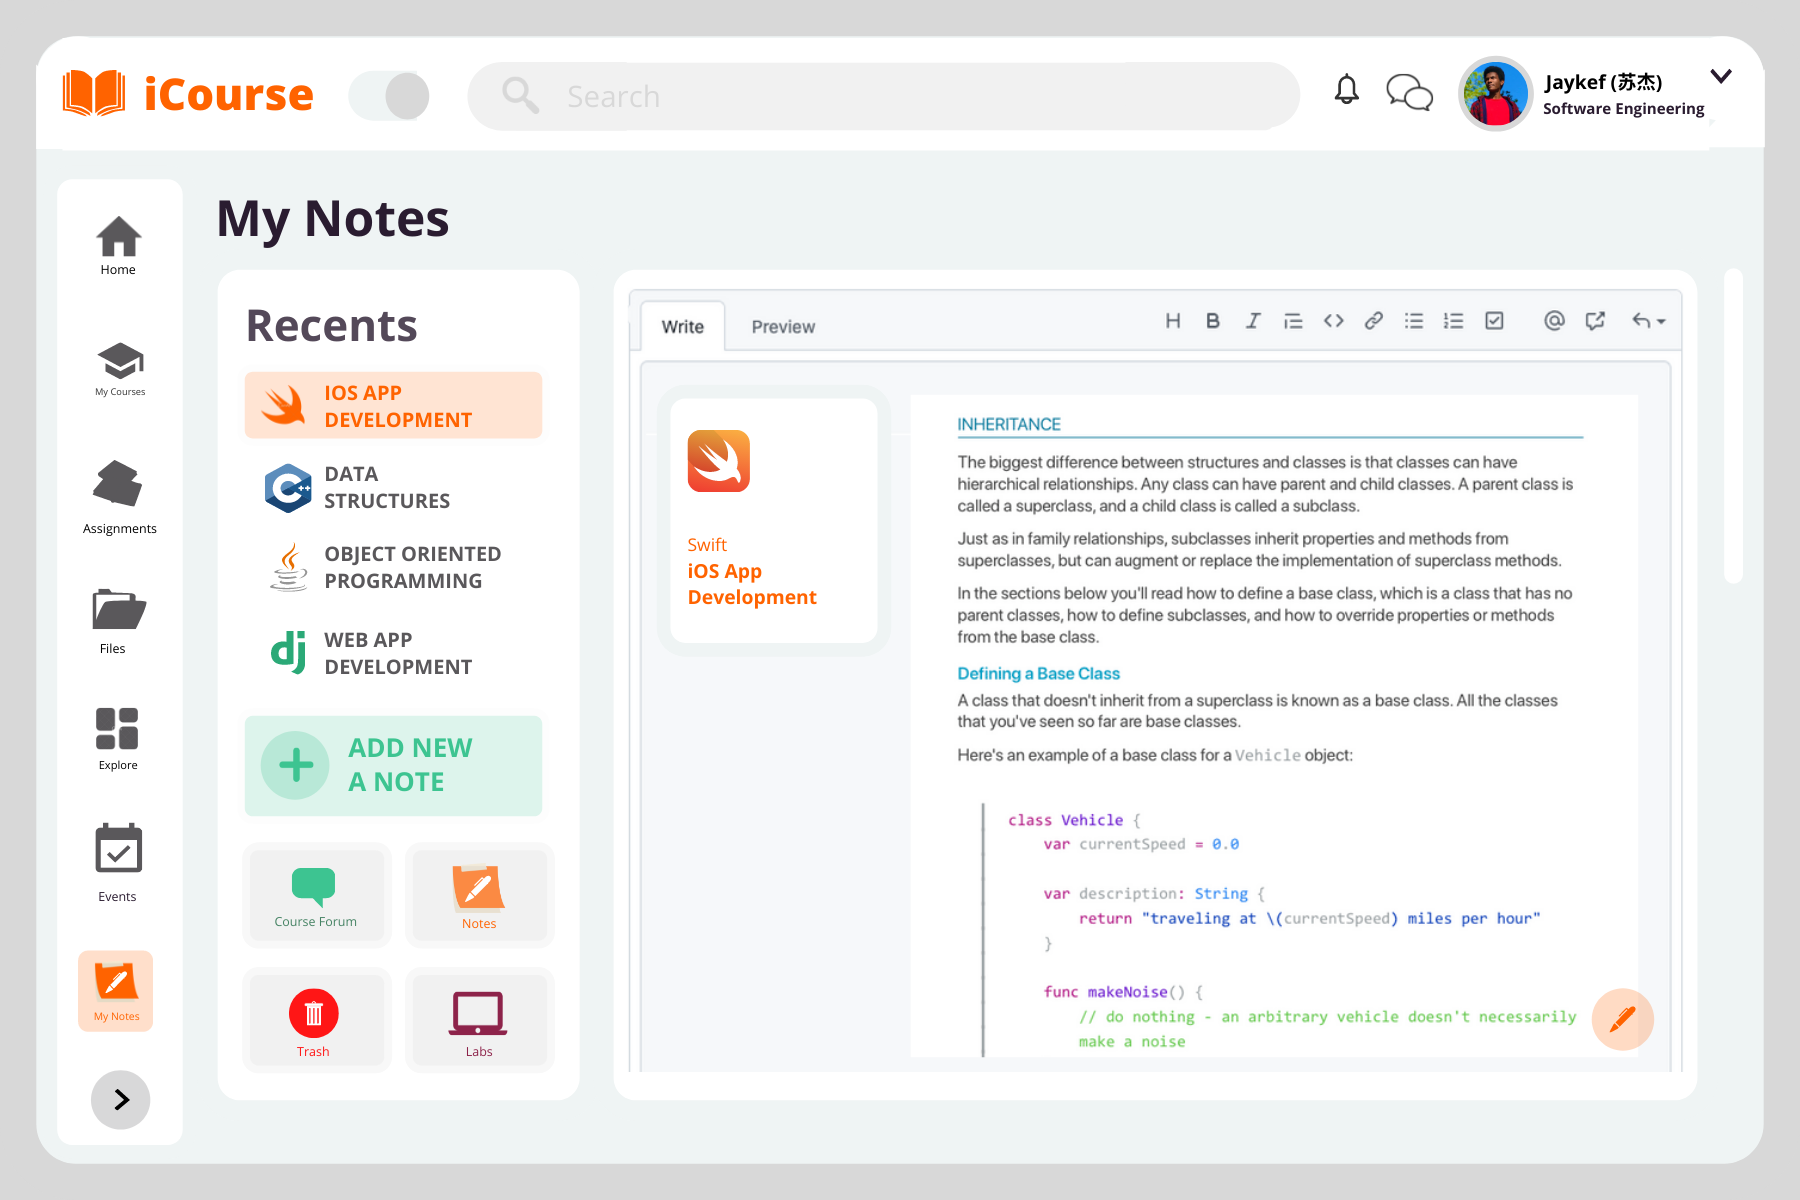 iCourse
Search
Jaykef (苏杰)
Software Engineering
My Notes
Home
My Courses
Assignments
Files
Explore
Events
My Notes
Recents
IOS APP
DEVELOPMENT
DATA
STRUCTURES
OBJECT ORIENTED
PROGRAMMING
WEB APP
DEVELOPMENT
ADD NEW
A NOTE
Course Forum
Notes
Trash
Labs
Write
Preview
Swift
iOS App
Development
INHERITANCE
The biggest difference between structures and classes is that classes can have
hierarchical relationships. Any class can have parent and child classes. A parent class is
called a superclass, and a child class is called a subclass.
Just as in family relationships, subclasses inherit properties and methods from
superclasses, but can augment or replace the implementation of superclass methods.
In the sections below you'll read how to define a base class, which is a class that has no
parent classes, how to define subclasses, and how to override properties or methods
from the base class.
Defining a Base Class
A class that doesn't inherit from a superclass is known as a base class. All the classes
that you've seen so far are base classes.
Here's an example of a base class for a Vehicle object:
class Vehicle {
var currentSpeed = 0.0
var description: String {
return "traveling at \(currentSpeed) miles per hour"
}
func makeNoise() {
// do nothing - an arbitrary vehicle doesn't necessarily
make a noise